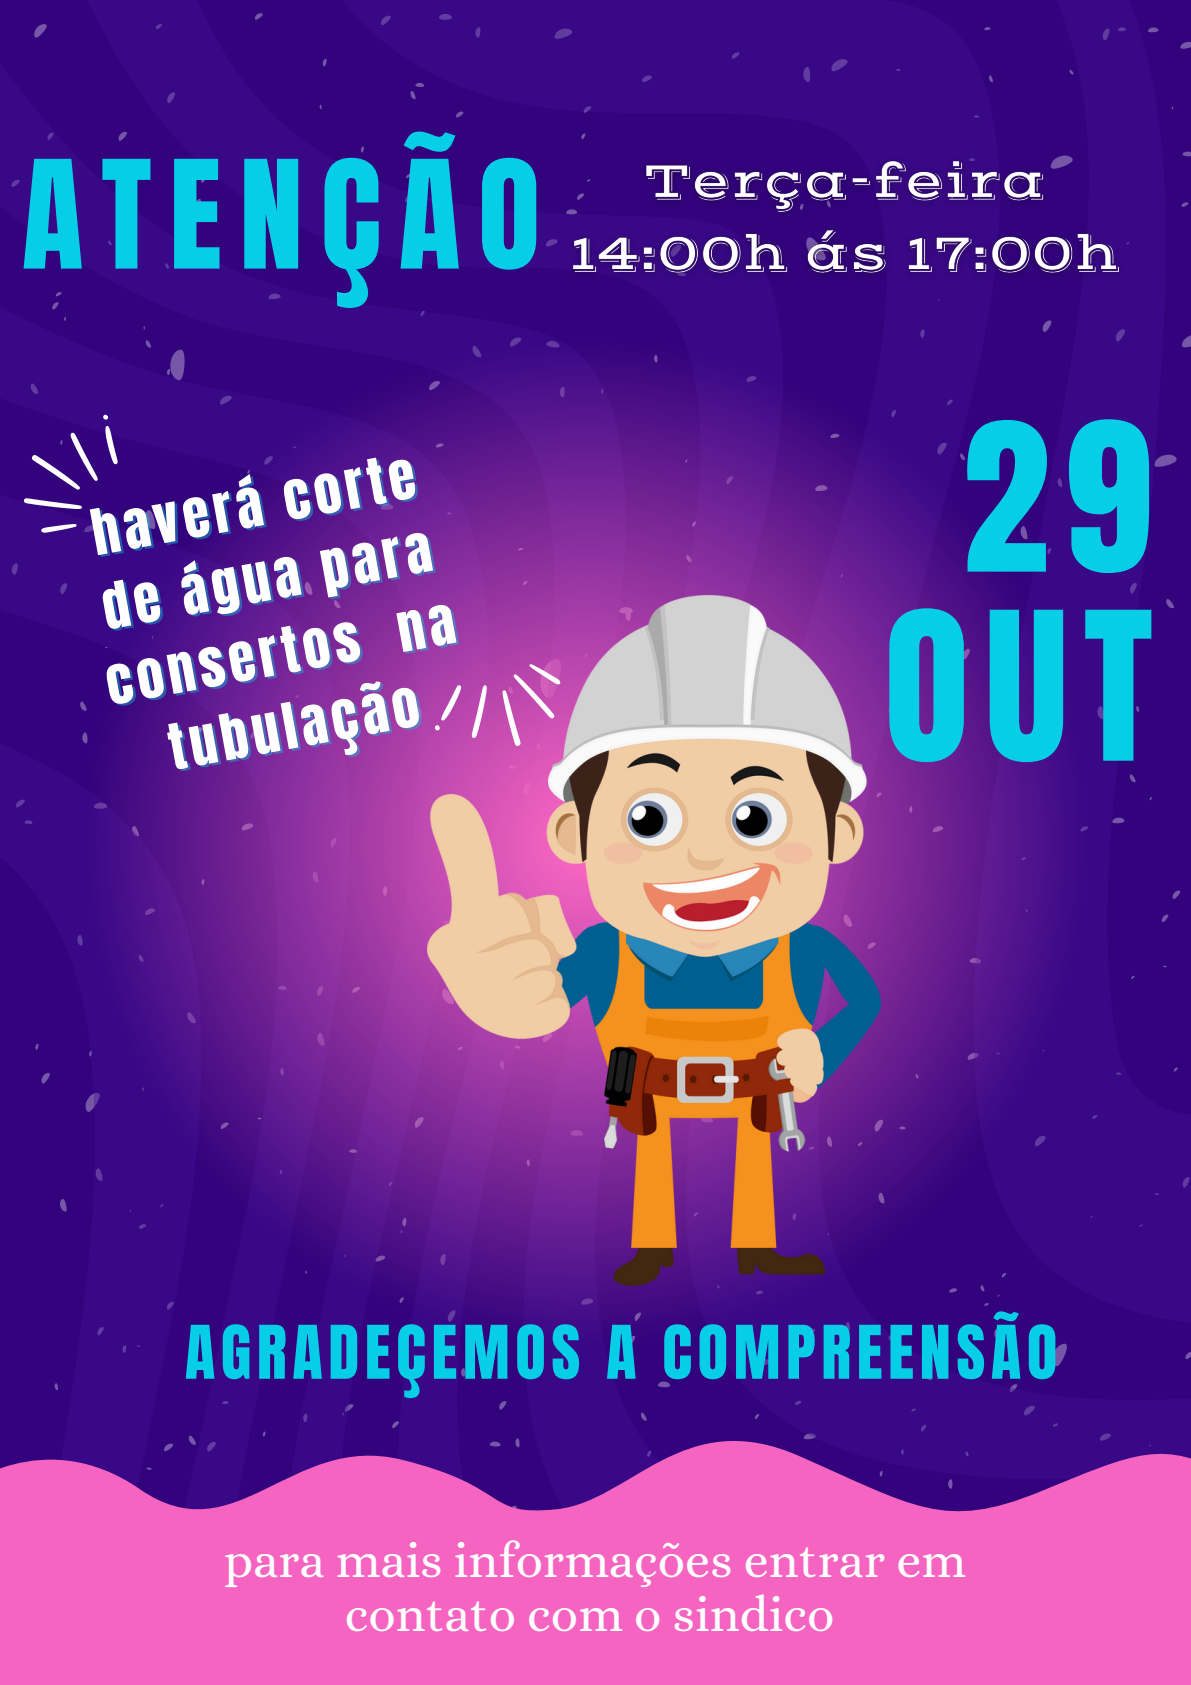 ATENÇÃO
Terça-feira
14:00h ás 17:00h
haverá corte
de água para
consertos na
tubulação
29
OUT
AGRADEÇEMOS A COMPREENSÃO
para mais informações entrar em
contato com o sindico